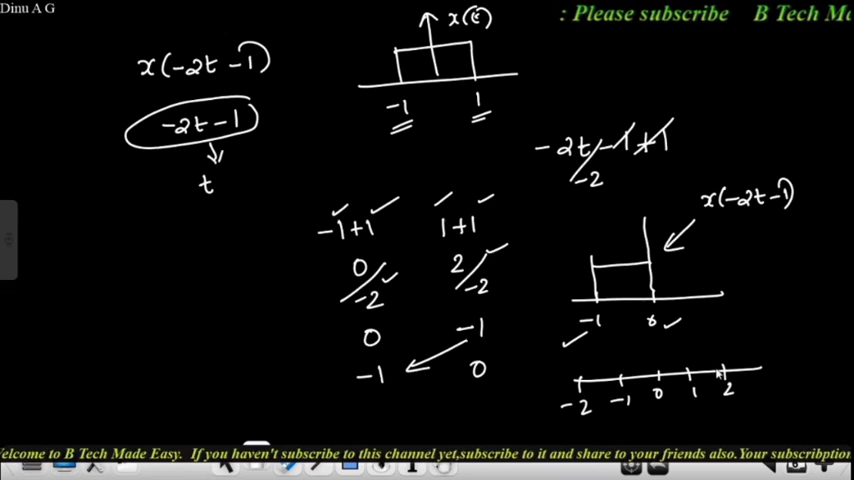 Dinu A G
: Please subscribe B Tech Ma
x(t)
x(-2t-1)
-1 1
-2t-1
t
-2t-1+1
-2
x(-2t-1)
-1+1 1+1
0 2
-2 -2
0 -1
-1 0
-1 0
-2 -1 0 1 2
elcome to B Tech Made Easy. If you haven't subscribe to this channel yet,subscribe to it and share to your friends also.Your subscribption